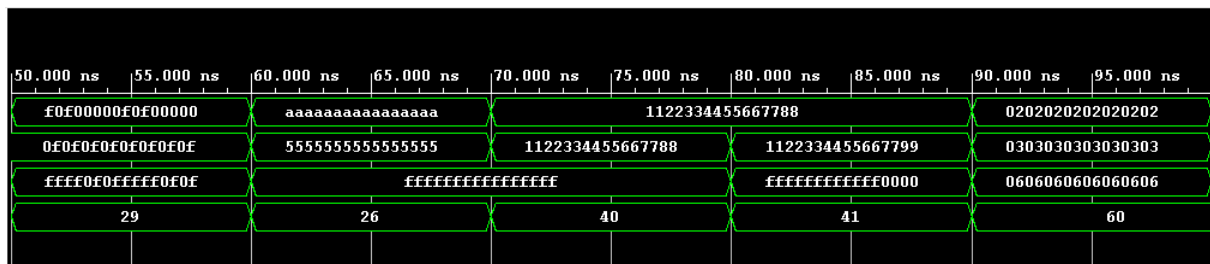 50.000 ns 55.000 ns 60.000 ns 65.000 ns 70.000 ns 75.000 ns 80.000 ns 85.000 ns 90.000 ns 95.000 ns
f0f00000f0f00000 aaaaaaaaaaaaaaaa 1122334455667788 0202020202020202
0f0f0f0f0f0f0f0f 5555555555555555 1122334455667788 1122334455667799 0303030303030303
ffff0f0fffff0f0f ffffffffffffffff ffffffffffff0000 0606060606060606
29 26 40 41 60